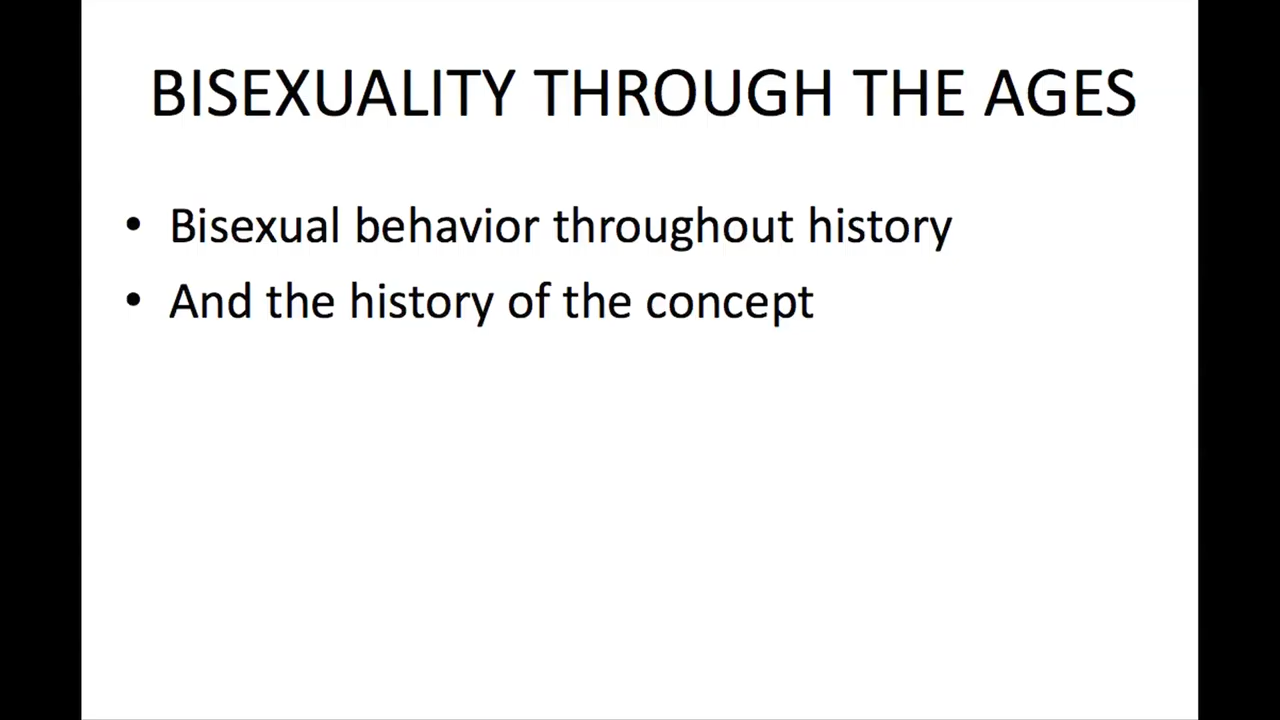 BISEXUALITY THROUGH THE AGES
• Bisexual behavior throughout history
• And the history of the concept